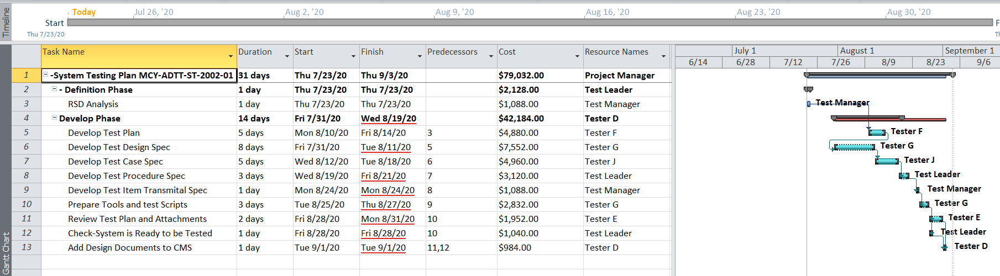 Timeline
Today
Jul 26, '20
Aug 2, '20
Aug 9, '20
Aug 16, '20
Aug 23, '20
Aug 30, '20
Start
F
Thu 7/23/20
Th
Task Name Duration Start Finish Predecessors Cost Resource Names
July 1 August 1 September 1
6/14 6/28 7/12 7/26 8/9 8/23 9/6
1 -System Testing Plan MCY-ADTT-ST-2002-01 31 days Thu 7/23/20 Thu 9/3/20 $79,032.00 Project Manager
2 - Definition Phase 1 day Thu 7/23/20 Thu 7/23/20 $2,128.00 Test Leader
3 RSD Analysis 1 day Thu 7/23/20 Thu 7/23/20 $1,088.00 Test Manager Test Manager
4 Develop Phase 14 days Fri 7/31/20 Wed 8/19/20 $42,184.00 Tester D
5 Develop Test Plan 5 days Mon 8/10/20 Fri 8/14/20 3 $4,880.00 Tester F Tester F
6 Develop Test Design Spec 8 days Fri 7/31/20 Tue 8/11/20 5 $7,552.00 Tester G Tester G
7 Develop Test Case Spec 5 days Wed 8/12/20 Tue 8/18/20 6 $4,960.00 Tester J Tester J
8 Develop Test Procedure Spec 3 days Wed 8/19/20 Fri 8/21/20 7 $3,120.00 Test Leader Test Leader
9 Develop Test Item Transmital Spec 1 day Mon 8/24/20 Mon 8/24/20 8 $1,088.00 Test Manager Test Manager
10 Prepare Tools and test Scripts 3 days Tue 8/25/20 Thu 8/27/20 9 $2,832.00 Tester G Tester G
11 Review Test Plan and Attachments 2 days Fri 8/28/20 Mon 8/31/20 10 $1,952.00 Tester E Tester E
12 Check-System is Ready to be Tested 1 day Fri 8/28/20 Fri 8/28/20 10 $1,040.00 Test Leader Test Leader
13 Add Design Documents to CMS 1 day Tue 9/1/20 Tue 9/1/20 11,12 $984.00 Tester D Tester D
Gantt Chart